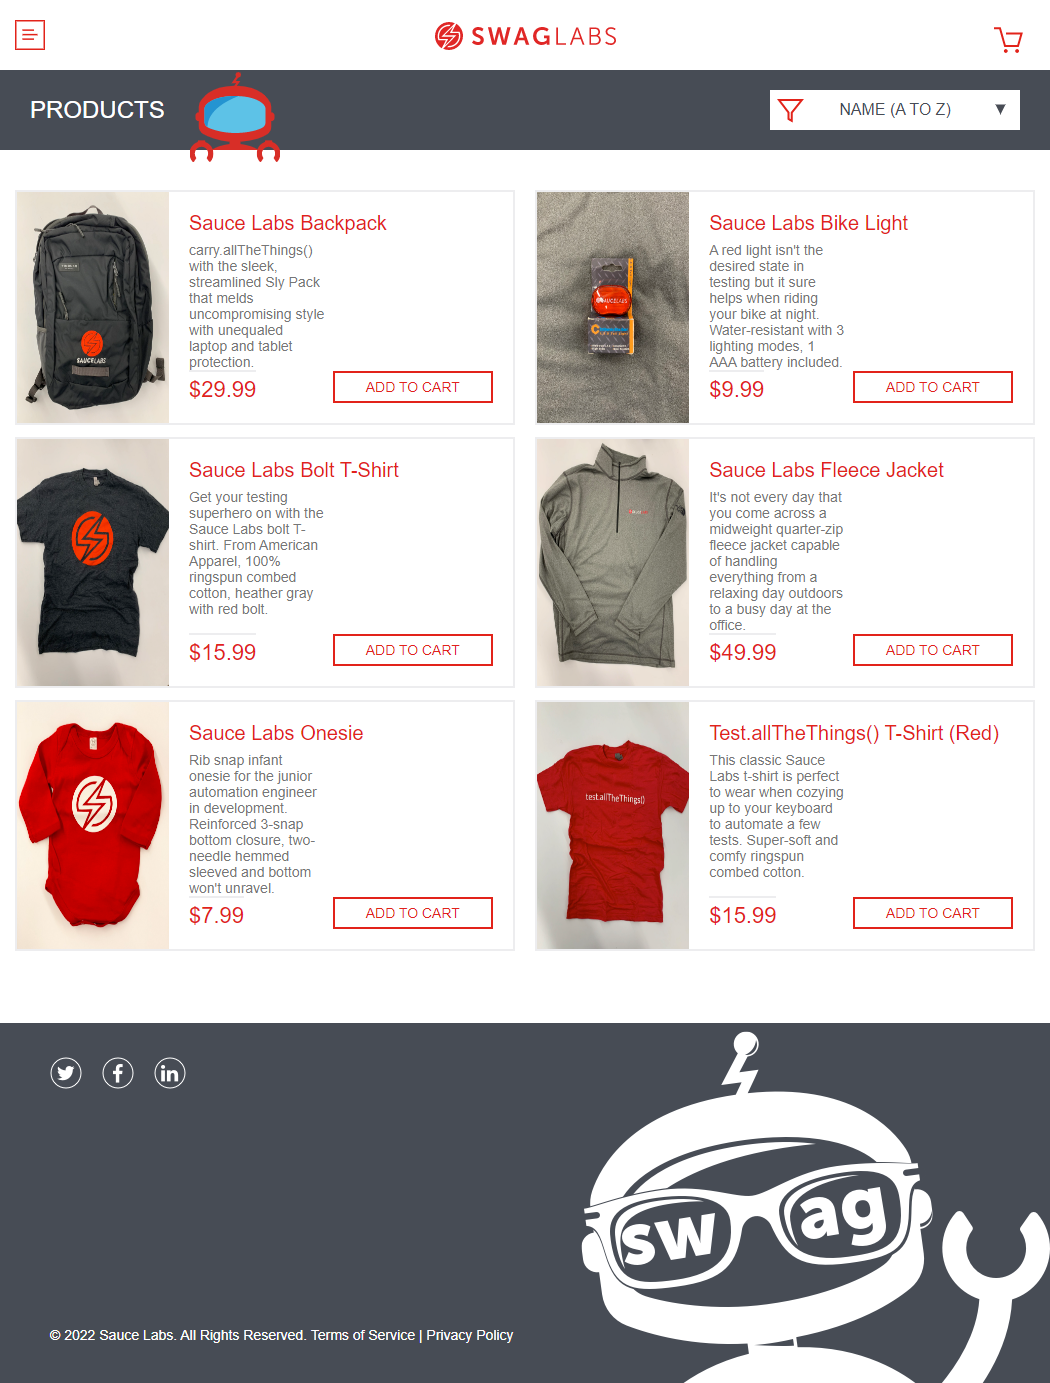 SWAGLABS
PRODUCTS
NAME (A TO Z)
Sauce Labs Backpack
carry.allTheThings()
with the sleek,
streamlined Sly Pack
that melds
uncompromising style
with unequaled
laptop and tablet
protection.
$29.99
ADD TO CART
SAUCELABS
Sauce Labs Bike Light
A red light isn't the
desired state in
testing but it sure
helps when riding
your bike at night.
Water-resistant with 3
lighting modes, 1
AAA battery included.
$9.99
ADD TO CART
SAUCELABS
Sauce Labs Bolt T-Shirt
Get your testing
superhero on with the
Sauce Labs bolt T-
shirt. From American
Apparel, 100%
ringspun combed
cotton, heather gray
with red bolt.
$15.99
ADD TO CART
Sauce Labs Fleece Jacket
It's not every day that
you come across a
midweight quarter-zip
fleece jacket capable
of handling
everything from a
relaxing day outdoors
to a busy day at the
office.
$49.99
ADD TO CART
Sauce Labs Onesie
Rib snap infant
onesie for the junior
automation engineer
in development.
Reinforced 3-snap
bottom closure, two-
needle hemmed
sleeved and bottom
won't unravel.
$7.99
ADD TO CART
Test.allTheThings() T-Shirt (Red)
This classic Sauce
Labs t-shirt is perfect
to wear when cozying
up to your keyboard
to automate a few
tests. Super-soft and
comfy ringspun
combed cotton.
$15.99
ADD TO CART
test.allTheThings()
swag
© 2022 Sauce Labs. All Rights Reserved. Terms of Service | Privacy Policy